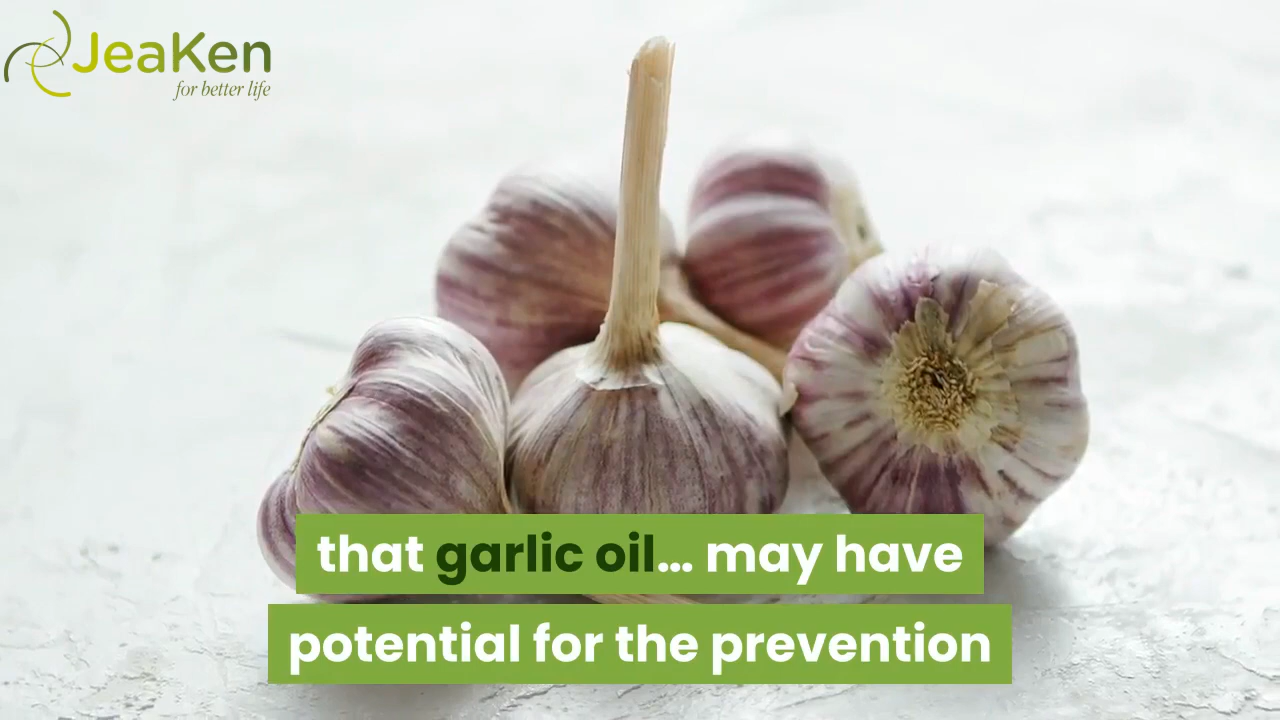 JeaKen
for better life
that garlic oil... may have
potential for the prevention